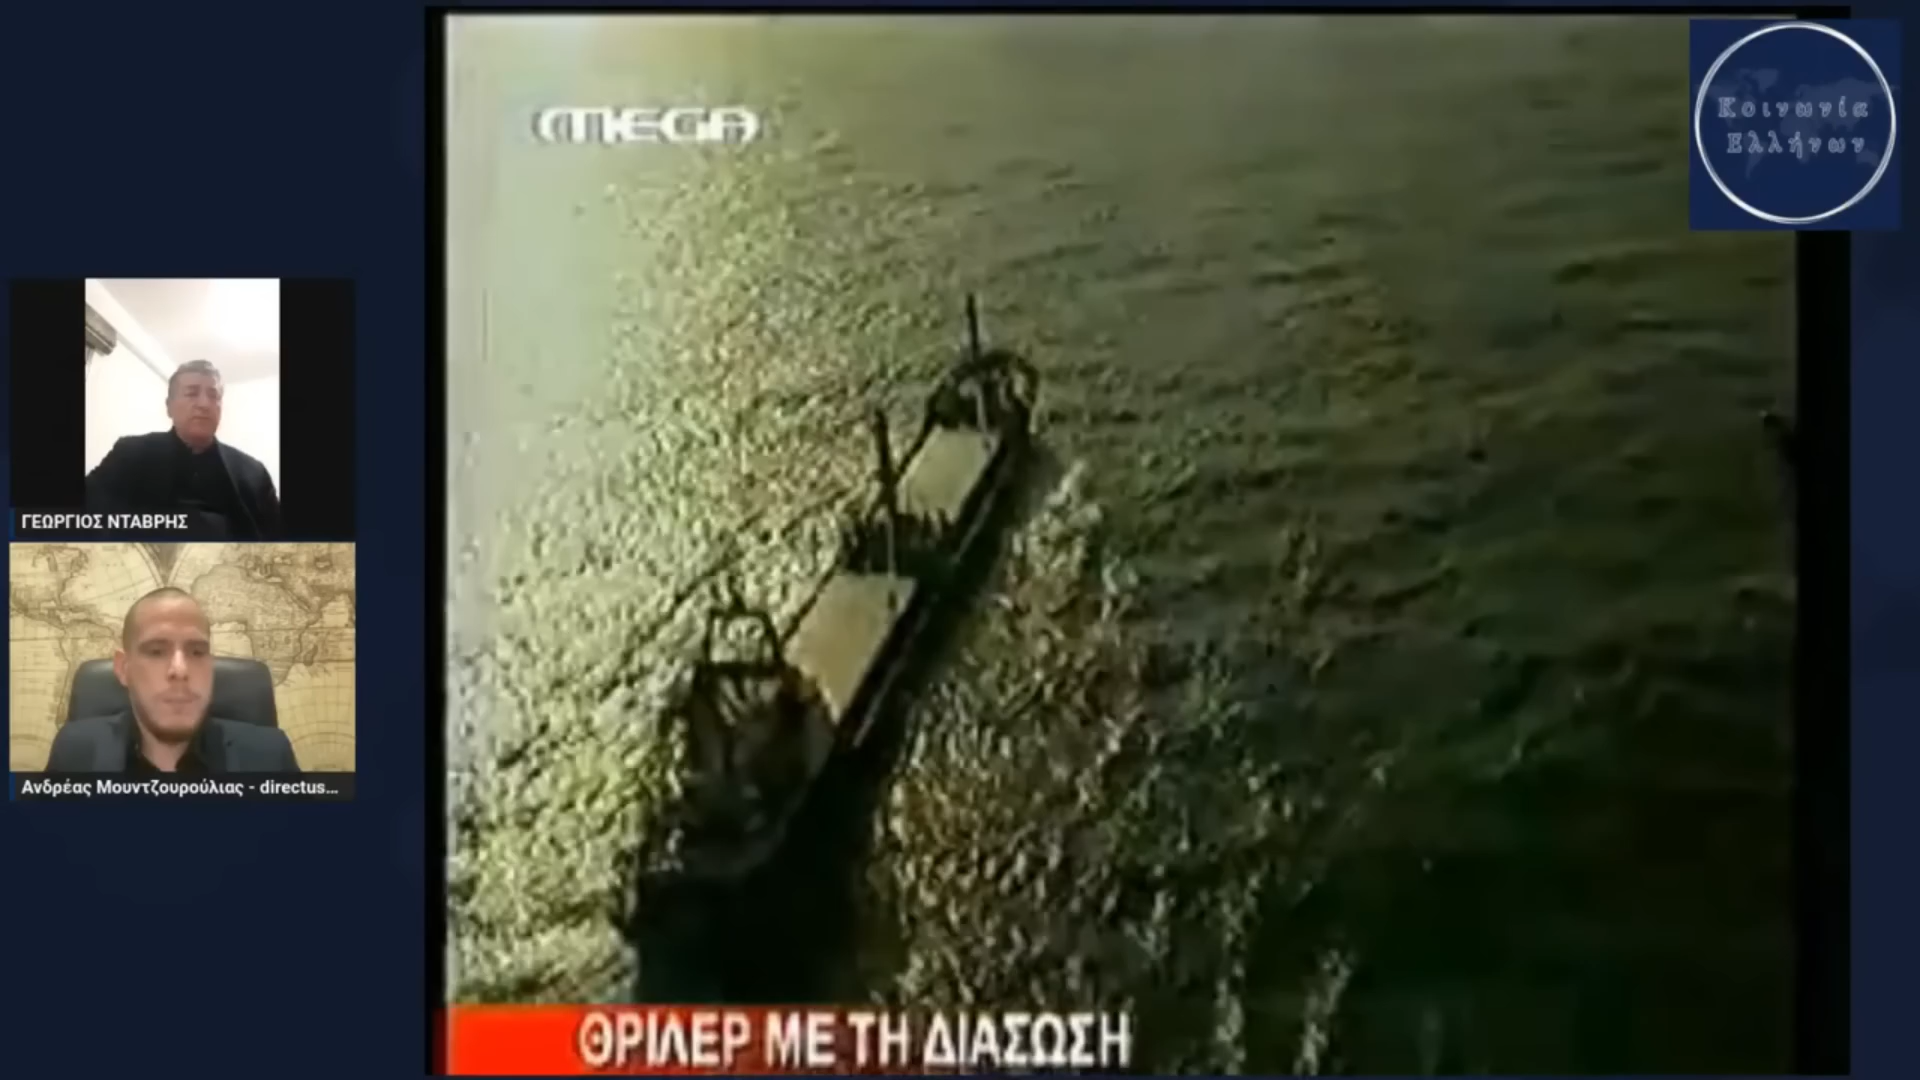 MEGA
Κοινωνία
Ελλήνων
ΓΕΩΡΓΙΟΣ ΝΤΑΒΡΗΣ
Ανδρέας Μουντζουρούλιας - directus...
ΘΡΙΛΕΡ ΜΕ ΤΗ ΔΙΑΣΩΣΗ